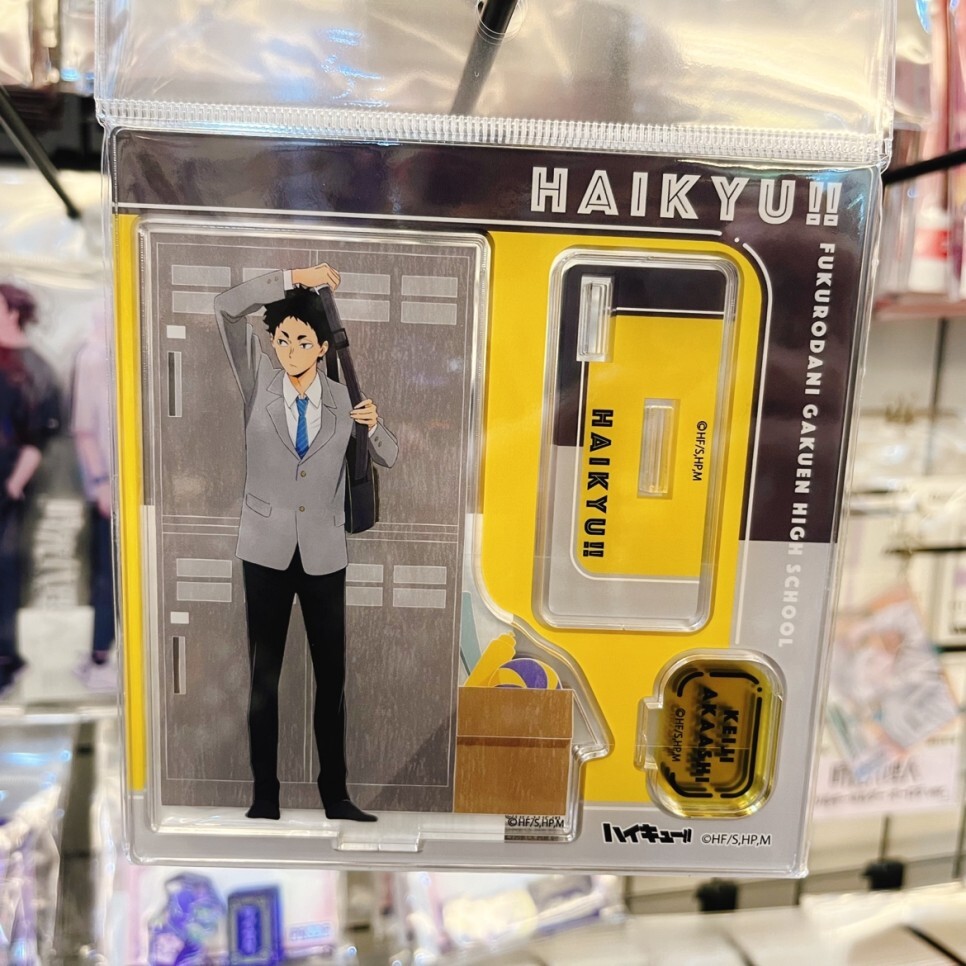 HAIKYU!!
FUKURODANI GAKUEN HIGH SCHOOL
HAIKYU!!
©HF/S,HP,M
KEIJI
AKAASHI
©HF/S,HP,M
©HF/S,HP,M
ハイキュー!! ©HF/S,HP,M